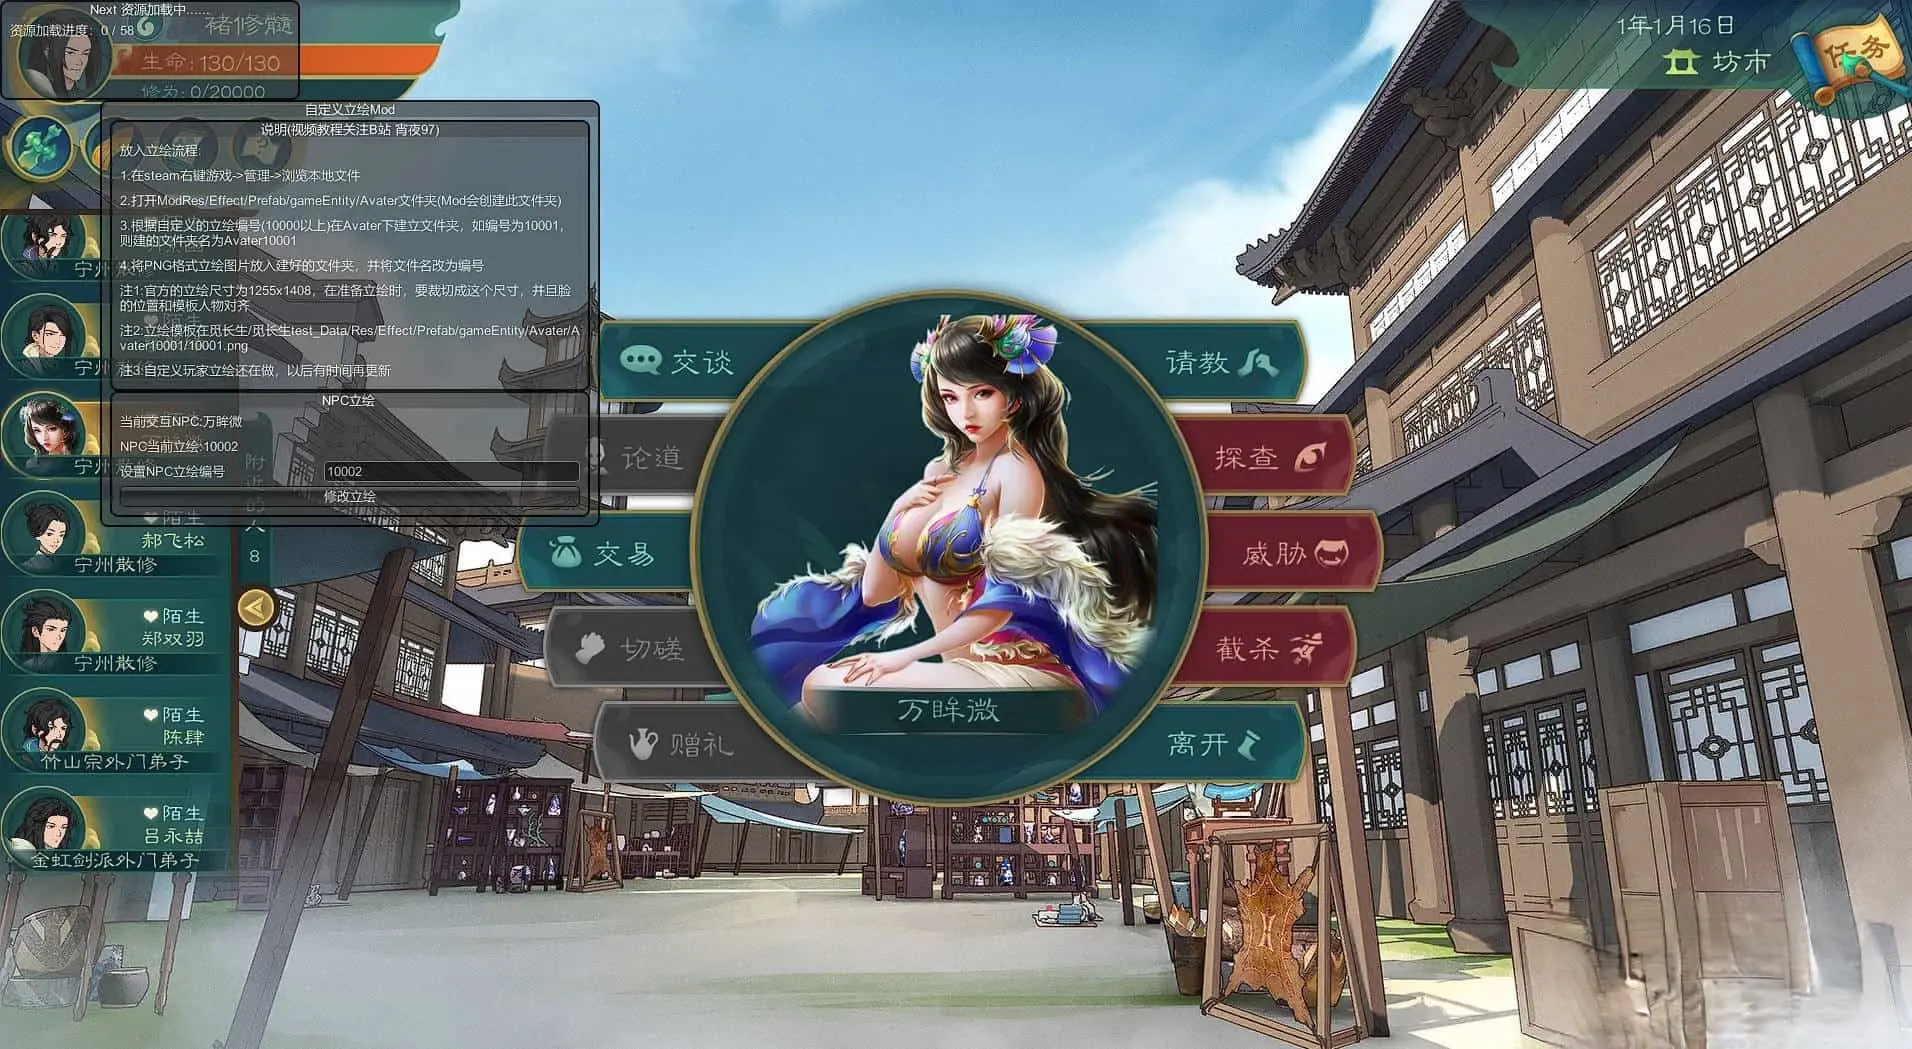 Next 资源加载中......
资源加载进度: 0 / 58
生命: 130/130
修为: 0/20000
1年1月16日
坊市
任务
自定义立绘Mod
说明(视频教程关注B站 宵夜97)
放入立绘流程:
1.在steam右键游戏->管理->浏览本地文件
2.打开ModRes/Effect/Prefab/gameEntity/Avater文件夹(Mod会创建此文件夹)
3.根据自定义的立绘编号(10000以上)在Avater下建立文件夹，如编号为10001，
则建的文件夹名为Avater10001
4.将PNG格式立绘图片放入建好的文件夹，并将文件名改为编号
注1:官方的立绘尺寸为1255x1408，在准备立绘时，要裁切成这个尺寸，并且脸
的位置和模板人物对齐
注2:立绘模板在觅长生/觅长生test_Data/Res/Effect/Prefab/gameEntity/Avater/A
vater10001/10001.png
注3:自定义玩家立绘还在做，以后有时间再更新
NPC立绘
当前交互NPC:万眸微
NPC当前立绘:10002
设置NPC立绘编号
10002
修改立绘
宁州
宁州
宁州
陌生
郝飞松
宁州散修
陌生
郑双羽
宁州散修
陌生
陈肆
竹山宗外门弟子
陌生
吕永喆
金虹剑派外门弟子
附近的人
8
交谈
论道
交易
切磋
赠礼
请教
探查
威胁
截杀
离开
万眸微